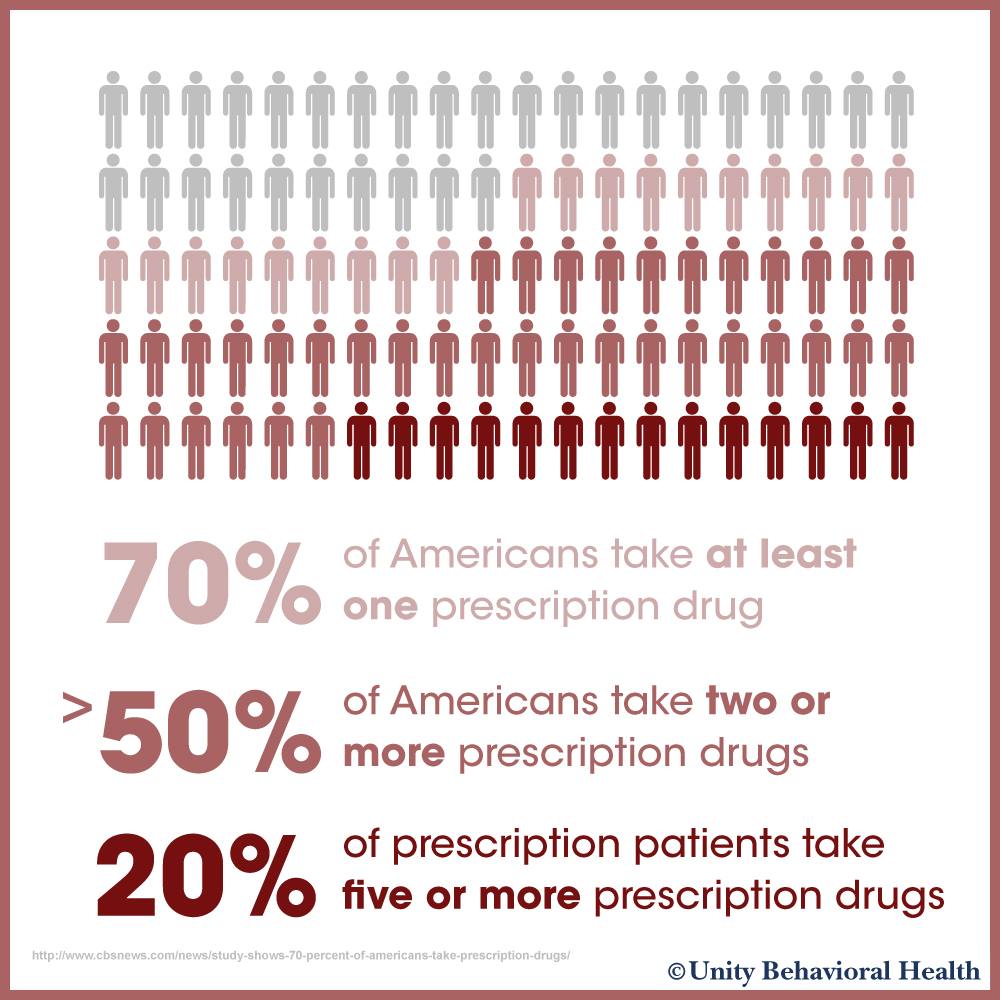 70%
of Americans take at least
one prescription drug
>50%
of Americans take two or
more prescription drugs
20%
of prescription patients take
five or more prescription drugs
http://www.cbsnews.com/news/study-shows-70-percent-of-americans-take-prescription-drugs/
©Unity Behavioral Health